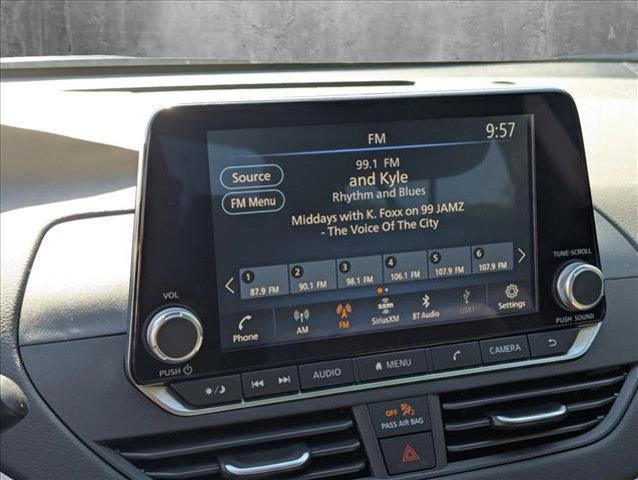 FM
9:57
99.1 FM
Source
and Kyle
Rhythm and Blues
FM Menu
Middays with K. Foxx on 99 JAMZ
- The Voice Of The City
1 2 3 4 5 6
87.9 FM 90.1 FM 98.1 FM 106.1 FM 107.9 FM 107.9 FM
Phone AM FM sxm SiriusXM BT Audio USB1 Settings
VOL
PUSH
TUNE·SCROLL
PUSH SOUND
AUDIO MENU CAMERA
OFF
PASS AIR BAG